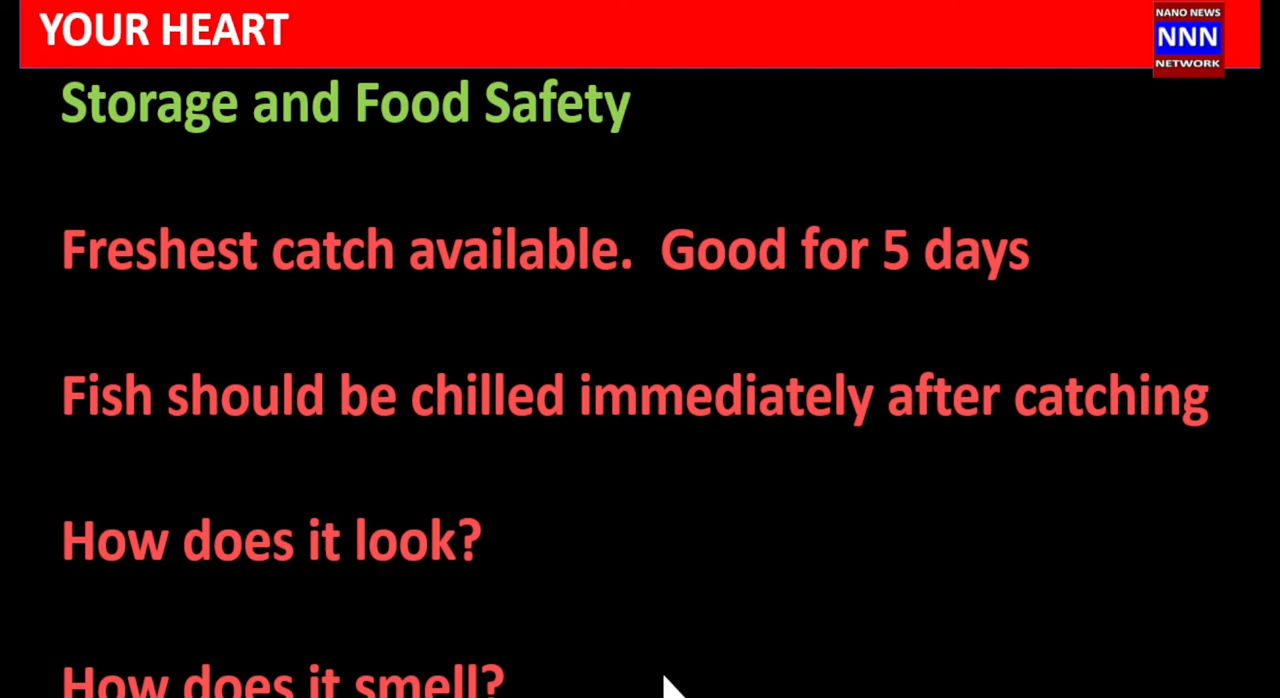 YOUR HEART
NANO NEWS
NNN
NETWORK
Storage and Food Safety
Freshest catch available.  Good for 5 days
Fish should be chilled immediately after catching
How does it look?
How does it smell?